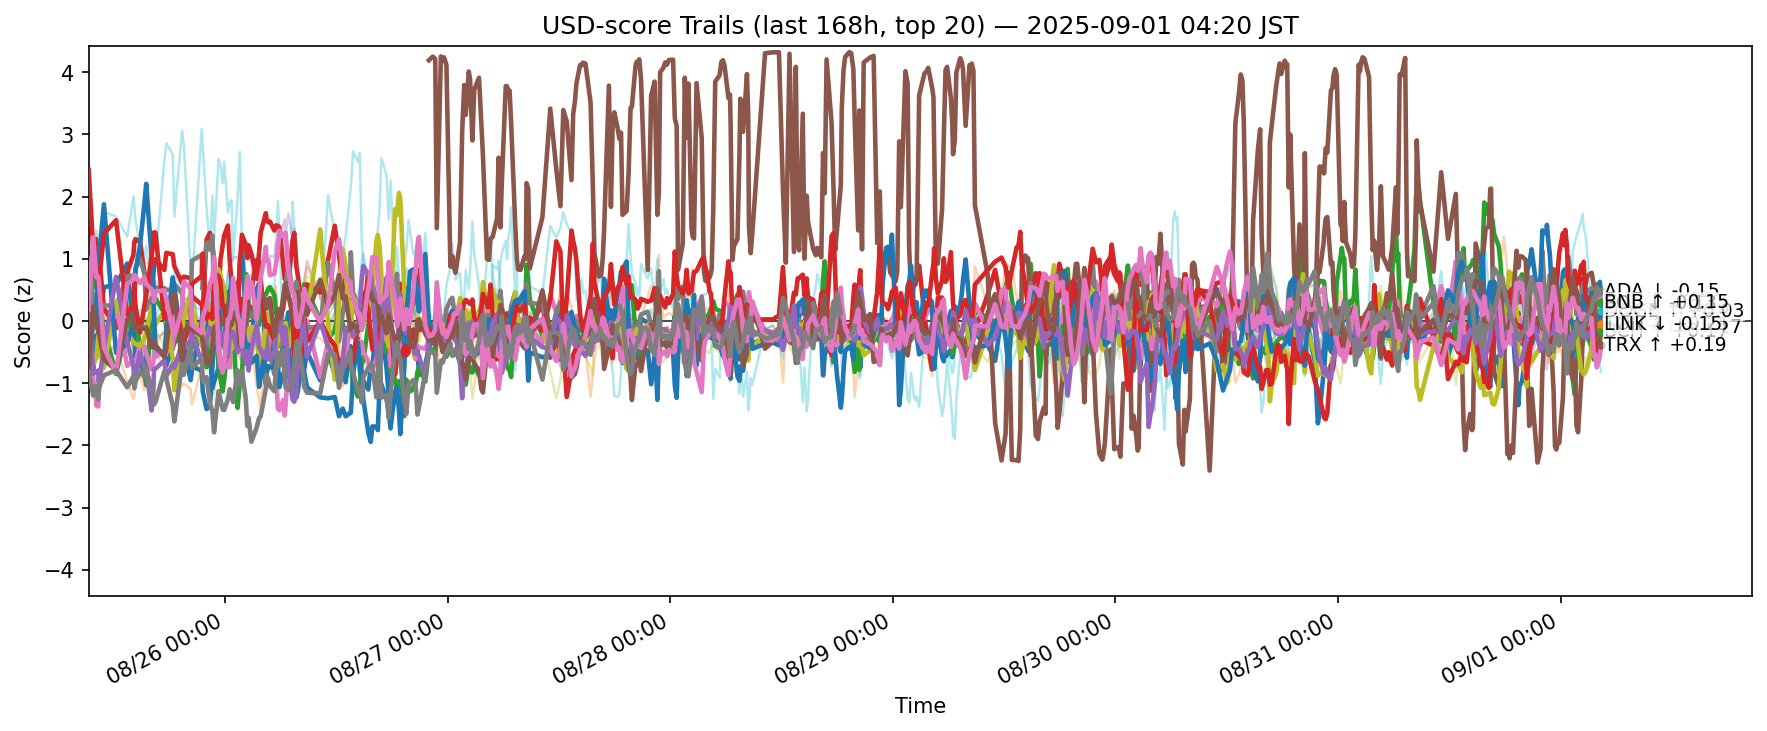 USD-score Trails (last 168h, top 20) — 2025-09-01 04:20 JST
Score (z)
4
3
2
1
0
−1
−2
−3
−4
ADA ↓ -0.15
BNB ↑ +0.15
LINK ↓ -0.15
TRX ↑ +0.19
08/26 00:00
08/27 00:00
08/28 00:00
08/29 00:00
08/30 00:00
08/31 00:00
09/01 00:00
Time